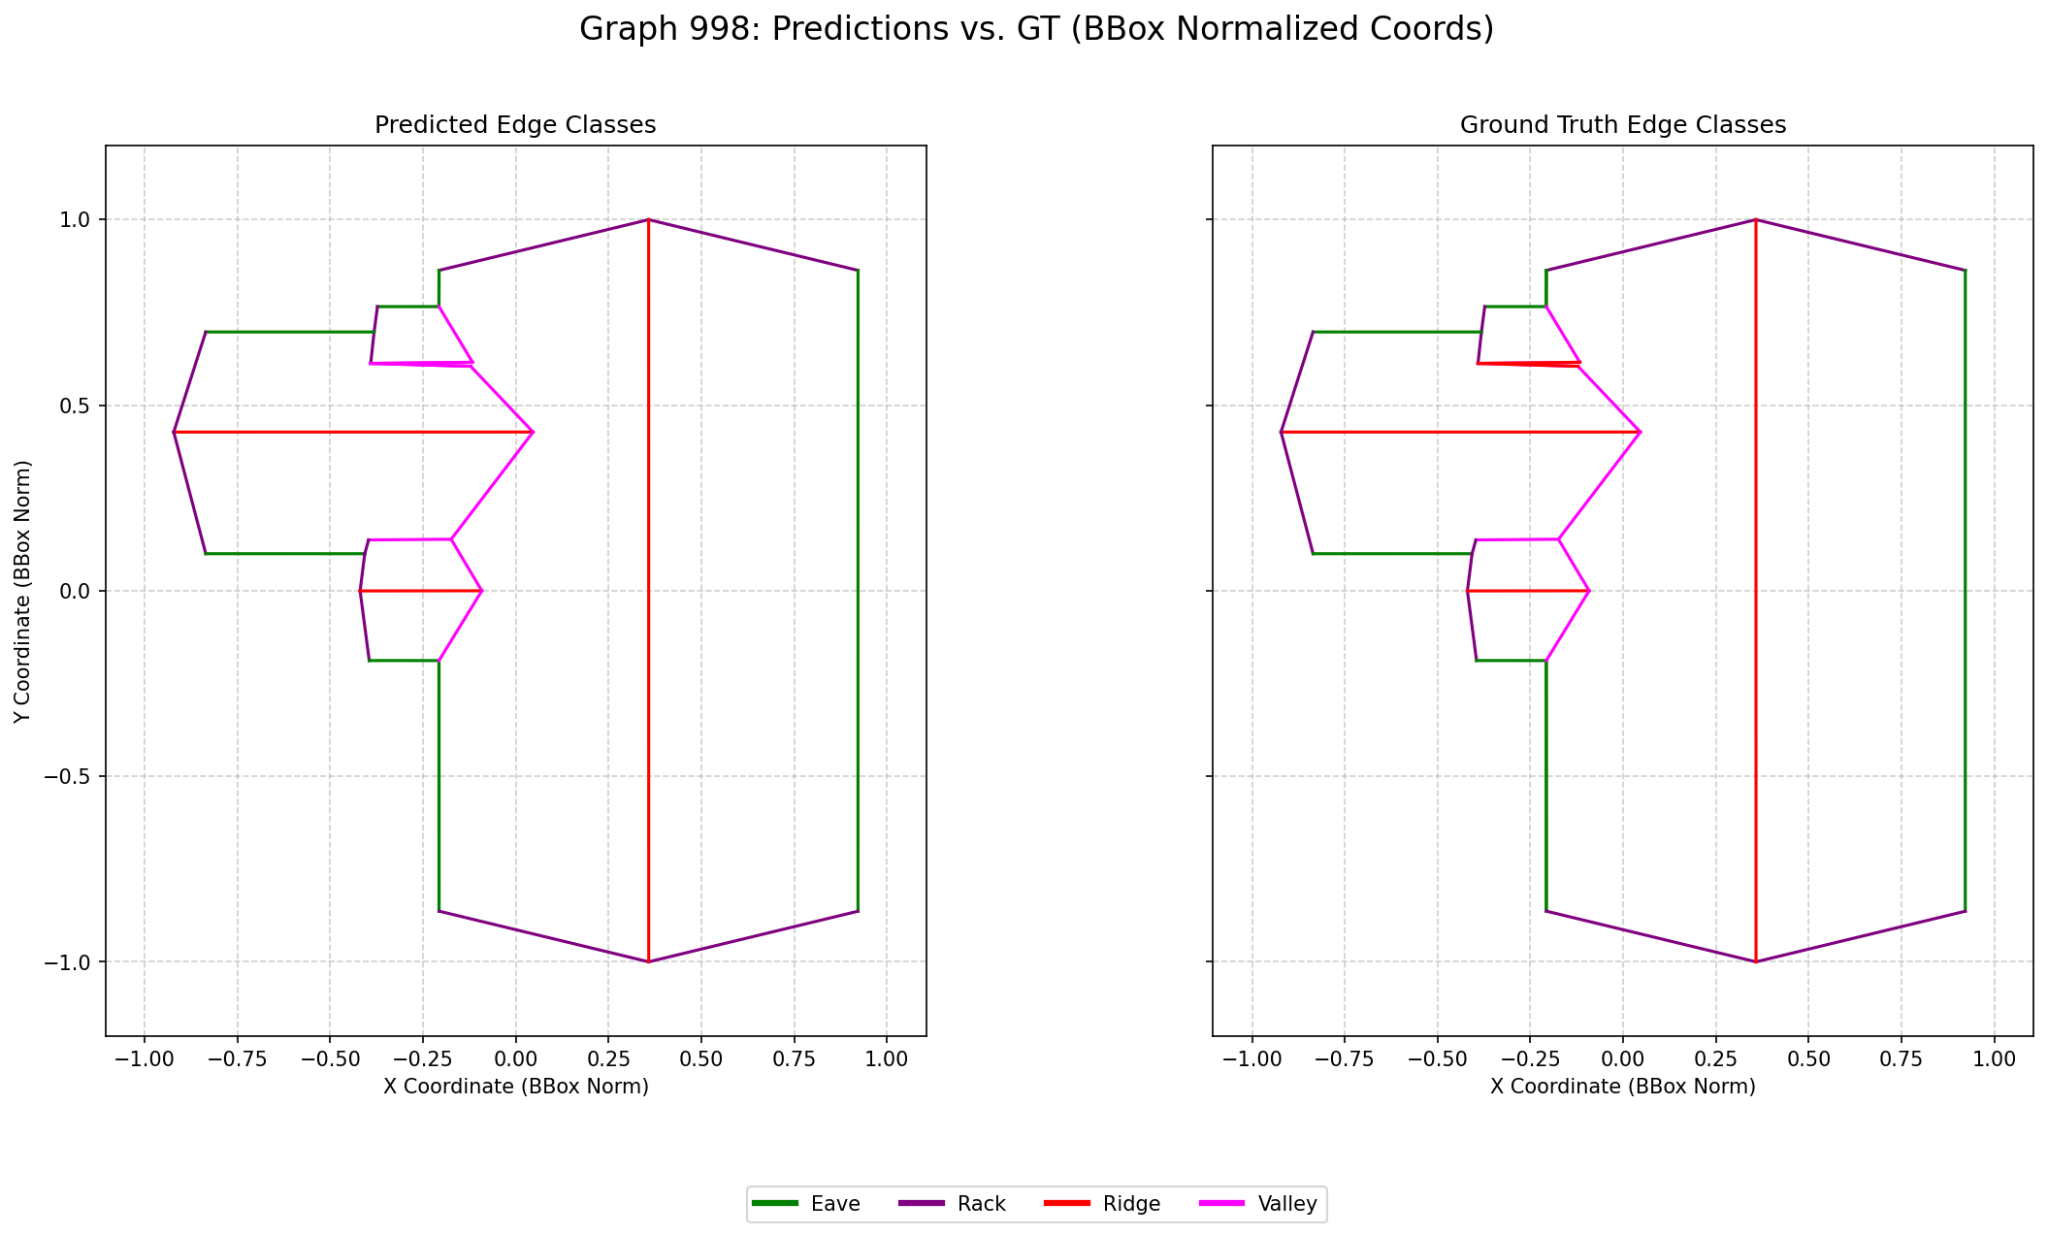 Graph 998: Predictions vs. GT (BBox Normalized Coords)
Predicted Edge Classes
Ground Truth Edge Classes
Y Coordinate (BBox Norm)
1.0
0.5
0.0
−0.5
−1.0
−1.00 −0.75 −0.50 −0.25 0.00 0.25 0.50 0.75 1.00
−1.00 −0.75 −0.50 −0.25 0.00 0.25 0.50 0.75 1.00
X Coordinate (BBox Norm)
X Coordinate (BBox Norm)
Eave Rack Ridge Valley